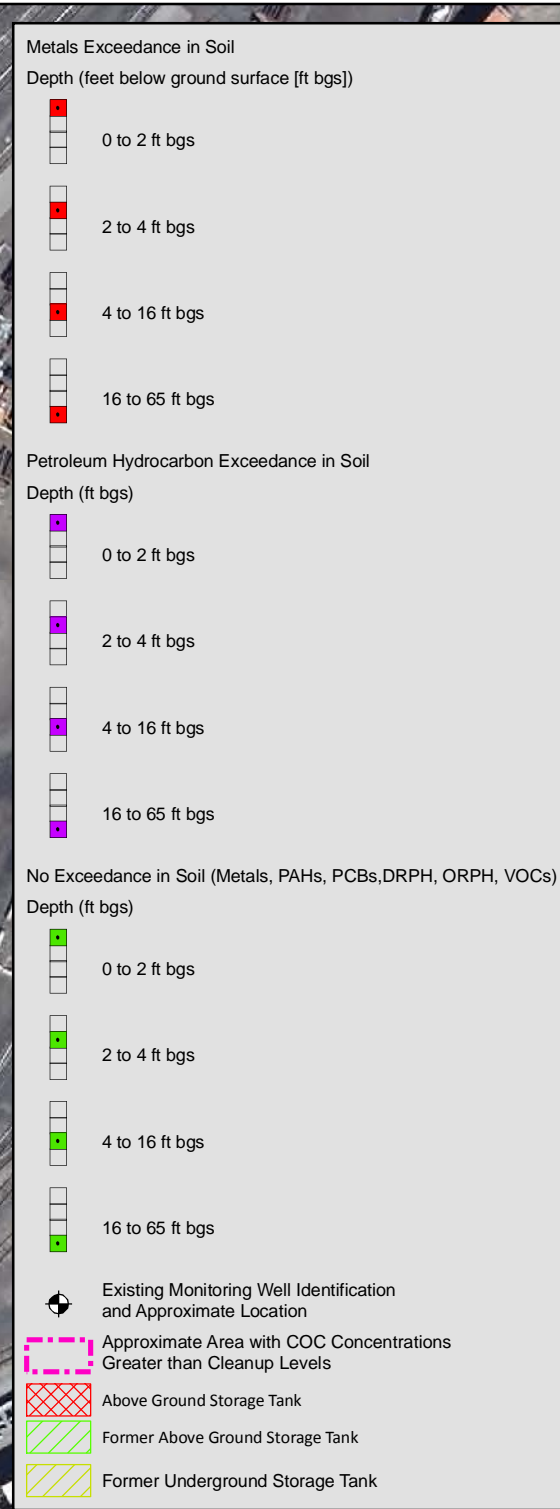 Metals Exceedance in Soil
Depth (feet below ground surface [ft bgs])
0 to 2 ft bgs
2 to 4 ft bgs
4 to 16 ft bgs
16 to 65 ft bgs
Petroleum Hydrocarbon Exceedance in Soil
Depth (ft bgs)
0 to 2 ft bgs
2 to 4 ft bgs
4 to 16 ft bgs
16 to 65 ft bgs
No Exceedance in Soil (Metals, PAHs, PCBs,DRPH, ORPH, VOCs)
Depth (ft bgs)
0 to 2 ft bgs
2 to 4 ft bgs
4 to 16 ft bgs
16 to 65 ft bgs
Existing Monitoring Well Identification
and Approximate Location
Approximate Area with COC Concentrations
Greater than Cleanup Levels
Above Ground Storage Tank
Former Above Ground Storage Tank
Former Underground Storage Tank